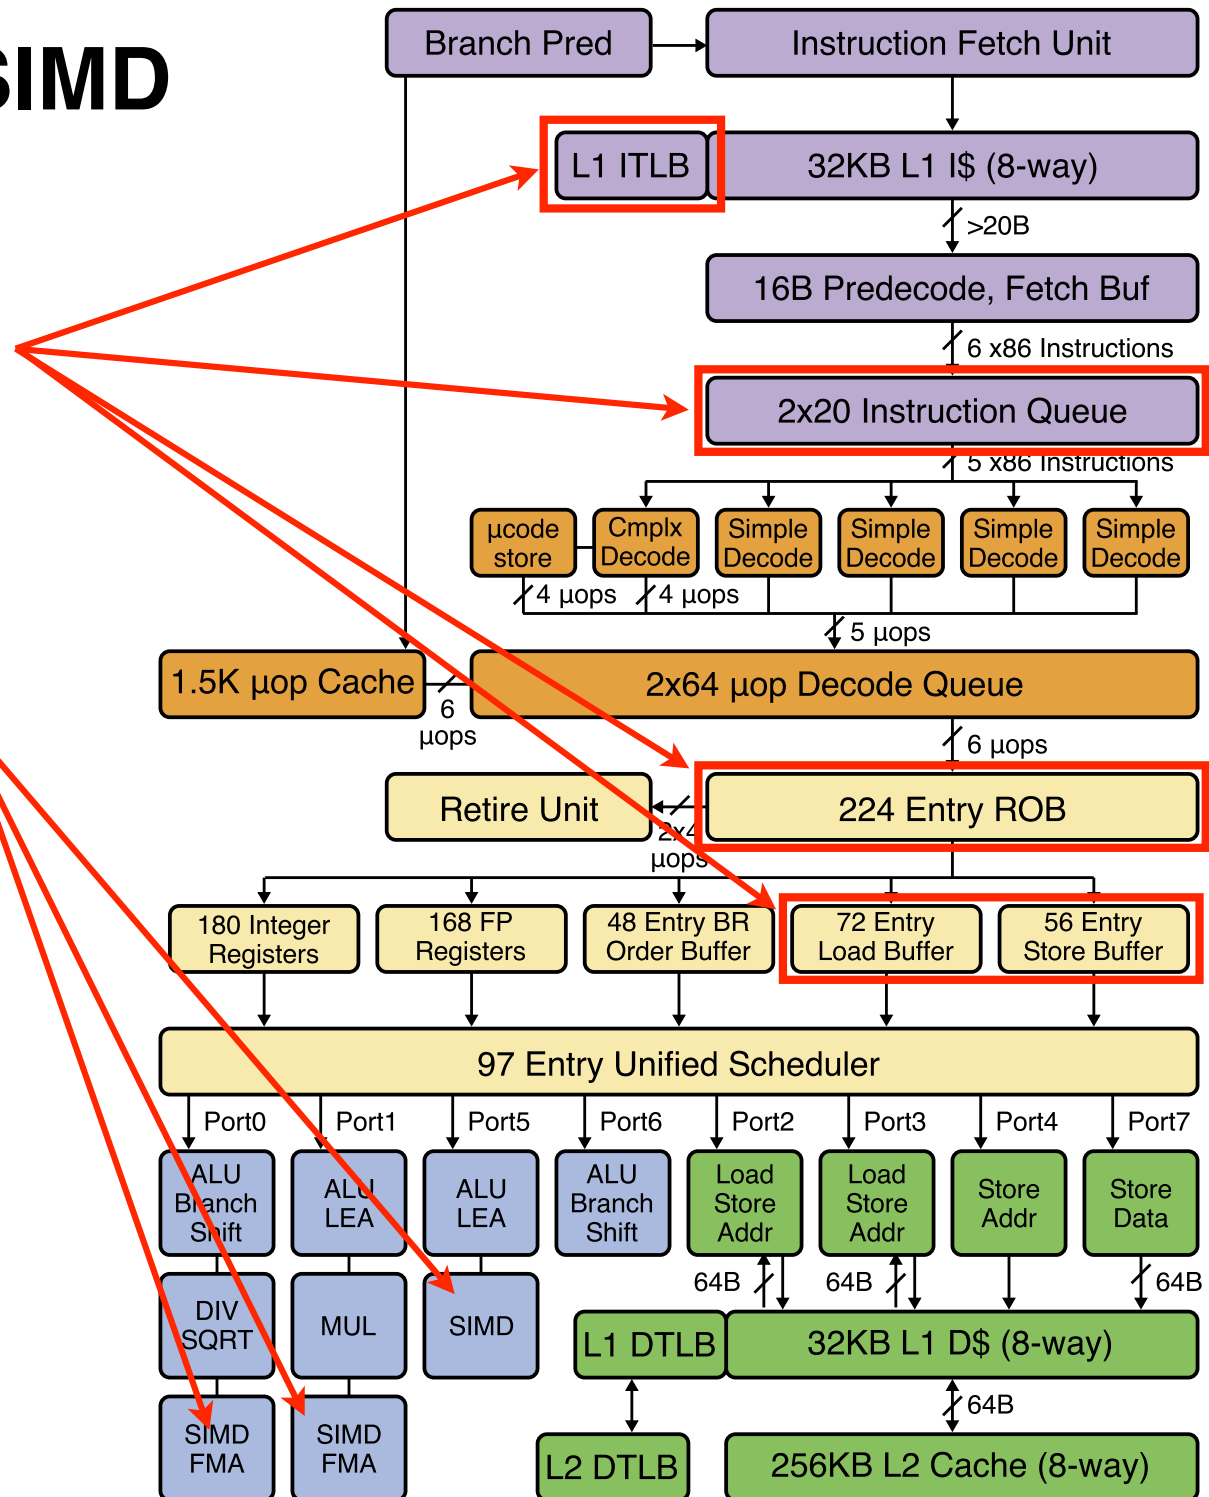 SIMD
Branch Pred
Instruction Fetch Unit
L1 ITLB
32KB L1 I$ (8-way)
>20B
16B Predecode, Fetch Buf
6 x86 Instructions
2x20 Instruction Queue
5 x86 Instructions
µcode
store
Cmplx
Decode
Simple
Decode
Simple
Decode
Simple
Decode
Simple
Decode
4 µops
4 µops
5 µops
1.5K µop Cache
2x64 µop Decode Queue
6
µops
6 µops
Retire Unit
224 Entry ROB
2x4
µops
180 Integer
Registers
168 FP
Registers
48 Entry BR
Order Buffer
72 Entry
Load Buffer
56 Entry
Store Buffer
97 Entry Unified Scheduler
Port0
Port1
Port5
Port6
Port2
Port3
Port4
Port7
ALU
Branch
Shift
ALU
LEA
ALU
LEA
ALU
Branch
Shift
Load
Store
Addr
Load
Store
Addr
Store
Addr
Store
Data
64B
64B
64B
DIV
SQRT
MUL
SIMD
L1 DTLB
32KB L1 D$ (8-way)
64B
SIMD
FMA
SIMD
FMA
L2 DTLB
256KB L2 Cache (8-way)